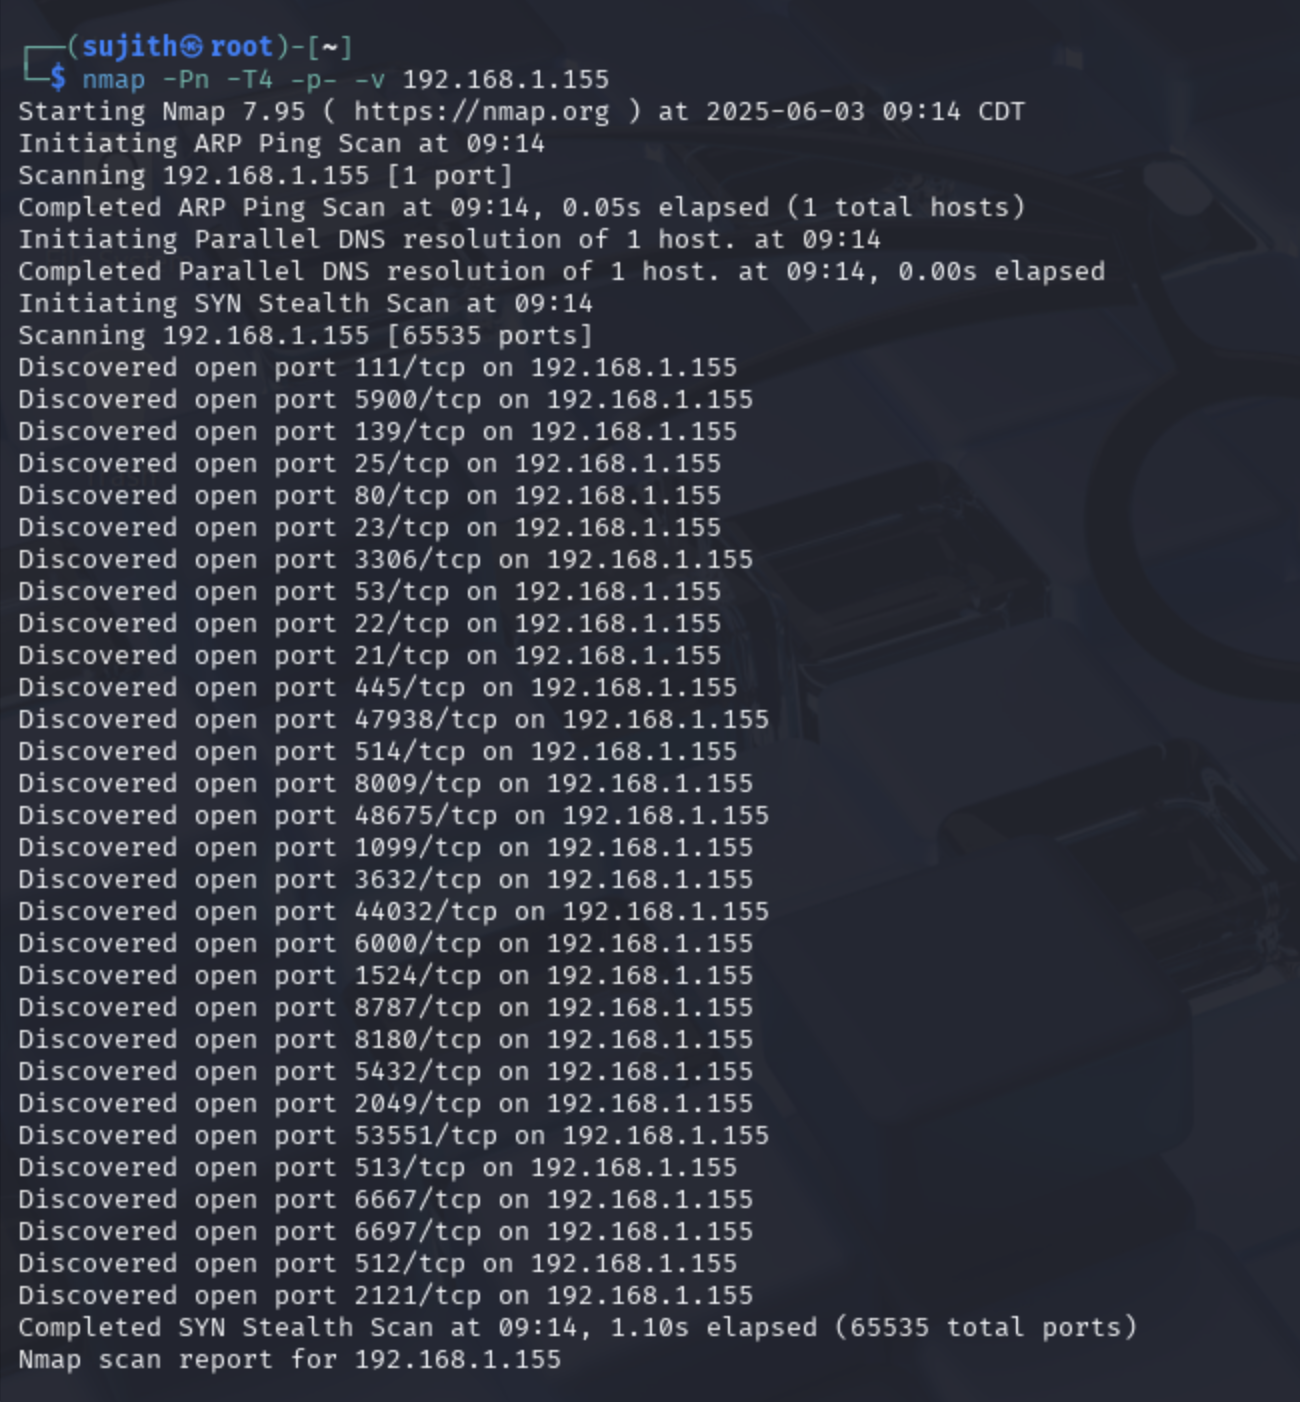 ┌──(sujith㉿root)-[~]
└─$ nmap -Pn -T4 -p- -v 192.168.1.155
Starting Nmap 7.95 ( https://nmap.org ) at 2025-06-03 09:14 CDT
Initiating ARP Ping Scan at 09:14
Scanning 192.168.1.155 [1 port]
Completed ARP Ping Scan at 09:14, 0.05s elapsed (1 total hosts)
Initiating Parallel DNS resolution of 1 host. at 09:14
Completed Parallel DNS resolution of 1 host. at 09:14, 0.00s elapsed
Initiating SYN Stealth Scan at 09:14
Scanning 192.168.1.155 [65535 ports]
Discovered open port 111/tcp on 192.168.1.155
Discovered open port 5900/tcp on 192.168.1.155
Discovered open port 139/tcp on 192.168.1.155
Discovered open port 25/tcp on 192.168.1.155
Discovered open port 80/tcp on 192.168.1.155
Discovered open port 23/tcp on 192.168.1.155
Discovered open port 3306/tcp on 192.168.1.155
Discovered open port 53/tcp on 192.168.1.155
Discovered open port 22/tcp on 192.168.1.155
Discovered open port 21/tcp on 192.168.1.155
Discovered open port 445/tcp on 192.168.1.155
Discovered open port 47938/tcp on 192.168.1.155
Discovered open port 514/tcp on 192.168.1.155
Discovered open port 8009/tcp on 192.168.1.155
Discovered open port 48675/tcp on 192.168.1.155
Discovered open port 1099/tcp on 192.168.1.155
Discovered open port 3632/tcp on 192.168.1.155
Discovered open port 44032/tcp on 192.168.1.155
Discovered open port 6000/tcp on 192.168.1.155
Discovered open port 1524/tcp on 192.168.1.155
Discovered open port 8787/tcp on 192.168.1.155
Discovered open port 8180/tcp on 192.168.1.155
Discovered open port 5432/tcp on 192.168.1.155
Discovered open port 2049/tcp on 192.168.1.155
Discovered open port 53551/tcp on 192.168.1.155
Discovered open port 513/tcp on 192.168.1.155
Discovered open port 6667/tcp on 192.168.1.155
Discovered open port 6697/tcp on 192.168.1.155
Discovered open port 512/tcp on 192.168.1.155
Discovered open port 2121/tcp on 192.168.1.155
Completed SYN Stealth Scan at 09:14, 1.10s elapsed (65535 total ports)
Nmap scan report for 192.168.1.155